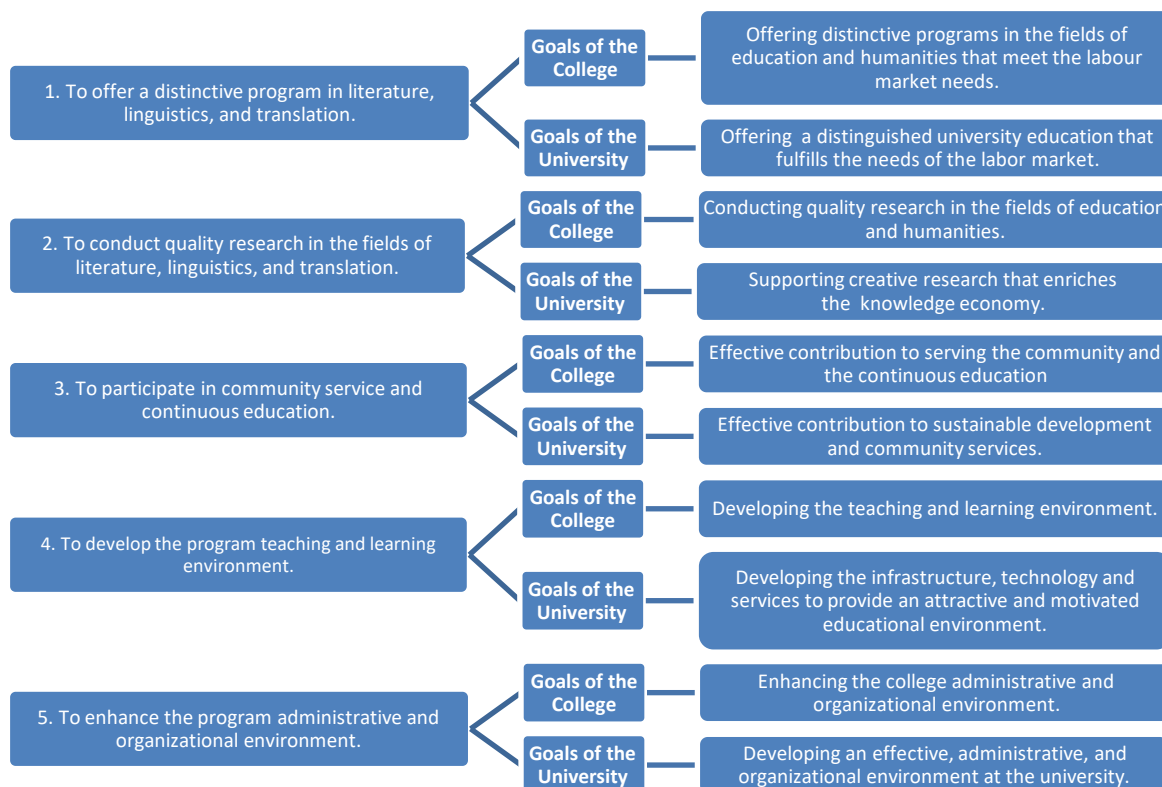 1. To offer a distinctive program in literature,
linguistics, and translation.
Goals of the
College
Offering distinctive programs in the fields of
education and humanities that meet the labour
market needs.
Goals of the
University
Offering a distinguished university education that
fulfills the needs of the labor market.
2. To conduct quality research in the fields of
literature, linguistics, and translation.
Goals of the
College
Conducting quality research in the fields of education
and humanities.
Goals of the
University
Supporting creative research that enriches
the knowledge economy.
3. To participate in community service and
continuous education.
Goals of the
College
Effective contribution to serving the community and
the continuous education
Goals of the
University
Effective contribution to sustainable development
and community services.
4. To develop the program teaching and learning
environment.
Goals of the
College
Developing the teaching and learning environment.
Goals of the
University
Developing the infrastructure, technology and
services to provide an attractive and motivated
educational environment.
5. To enhance the program administrative and
organizational environment.
Goals of the
College
Enhancing the college administrative and
organizational environment.
Goals of the
University
Developing an effective, administrative, and
organizational environment at the university.